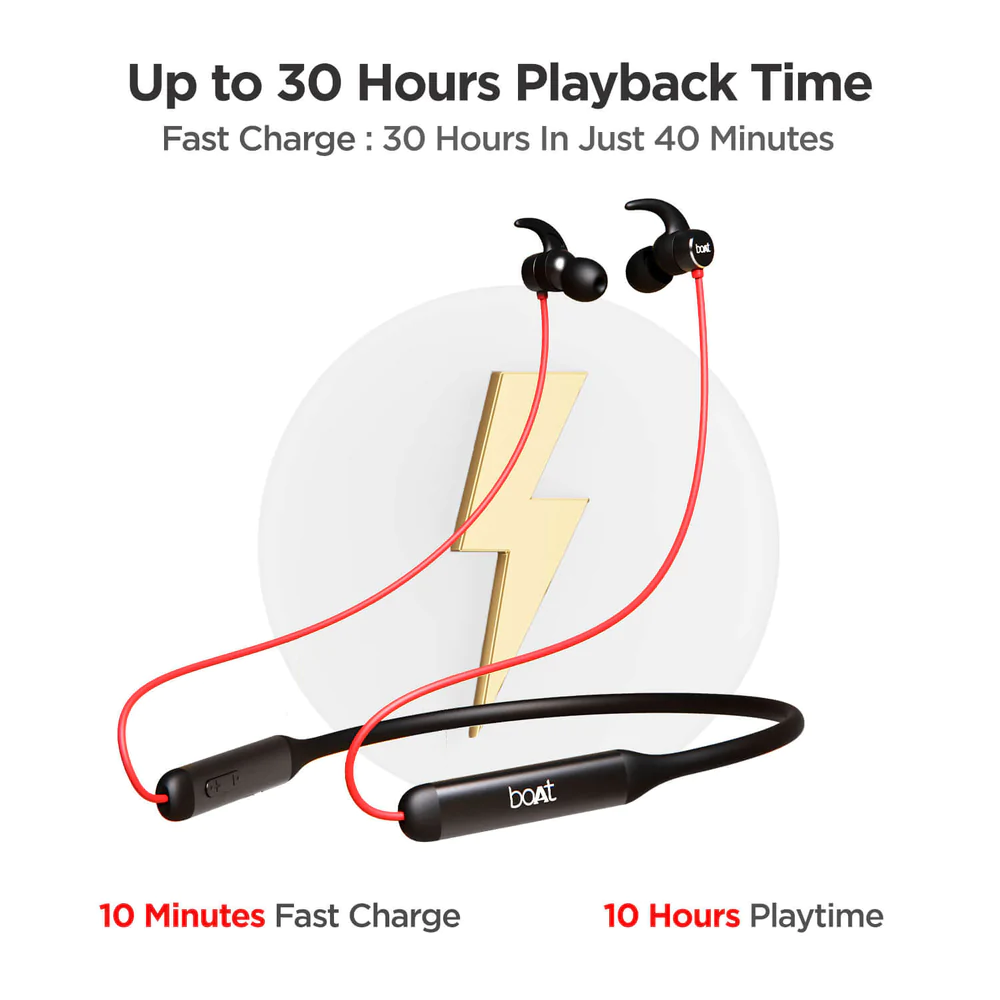 Up to 30 Hours Playback Time
Fast Charge : 30 Hours In Just 40 Minutes
boAt
boAt
10 Minutes Fast Charge
10 Hours Playtime